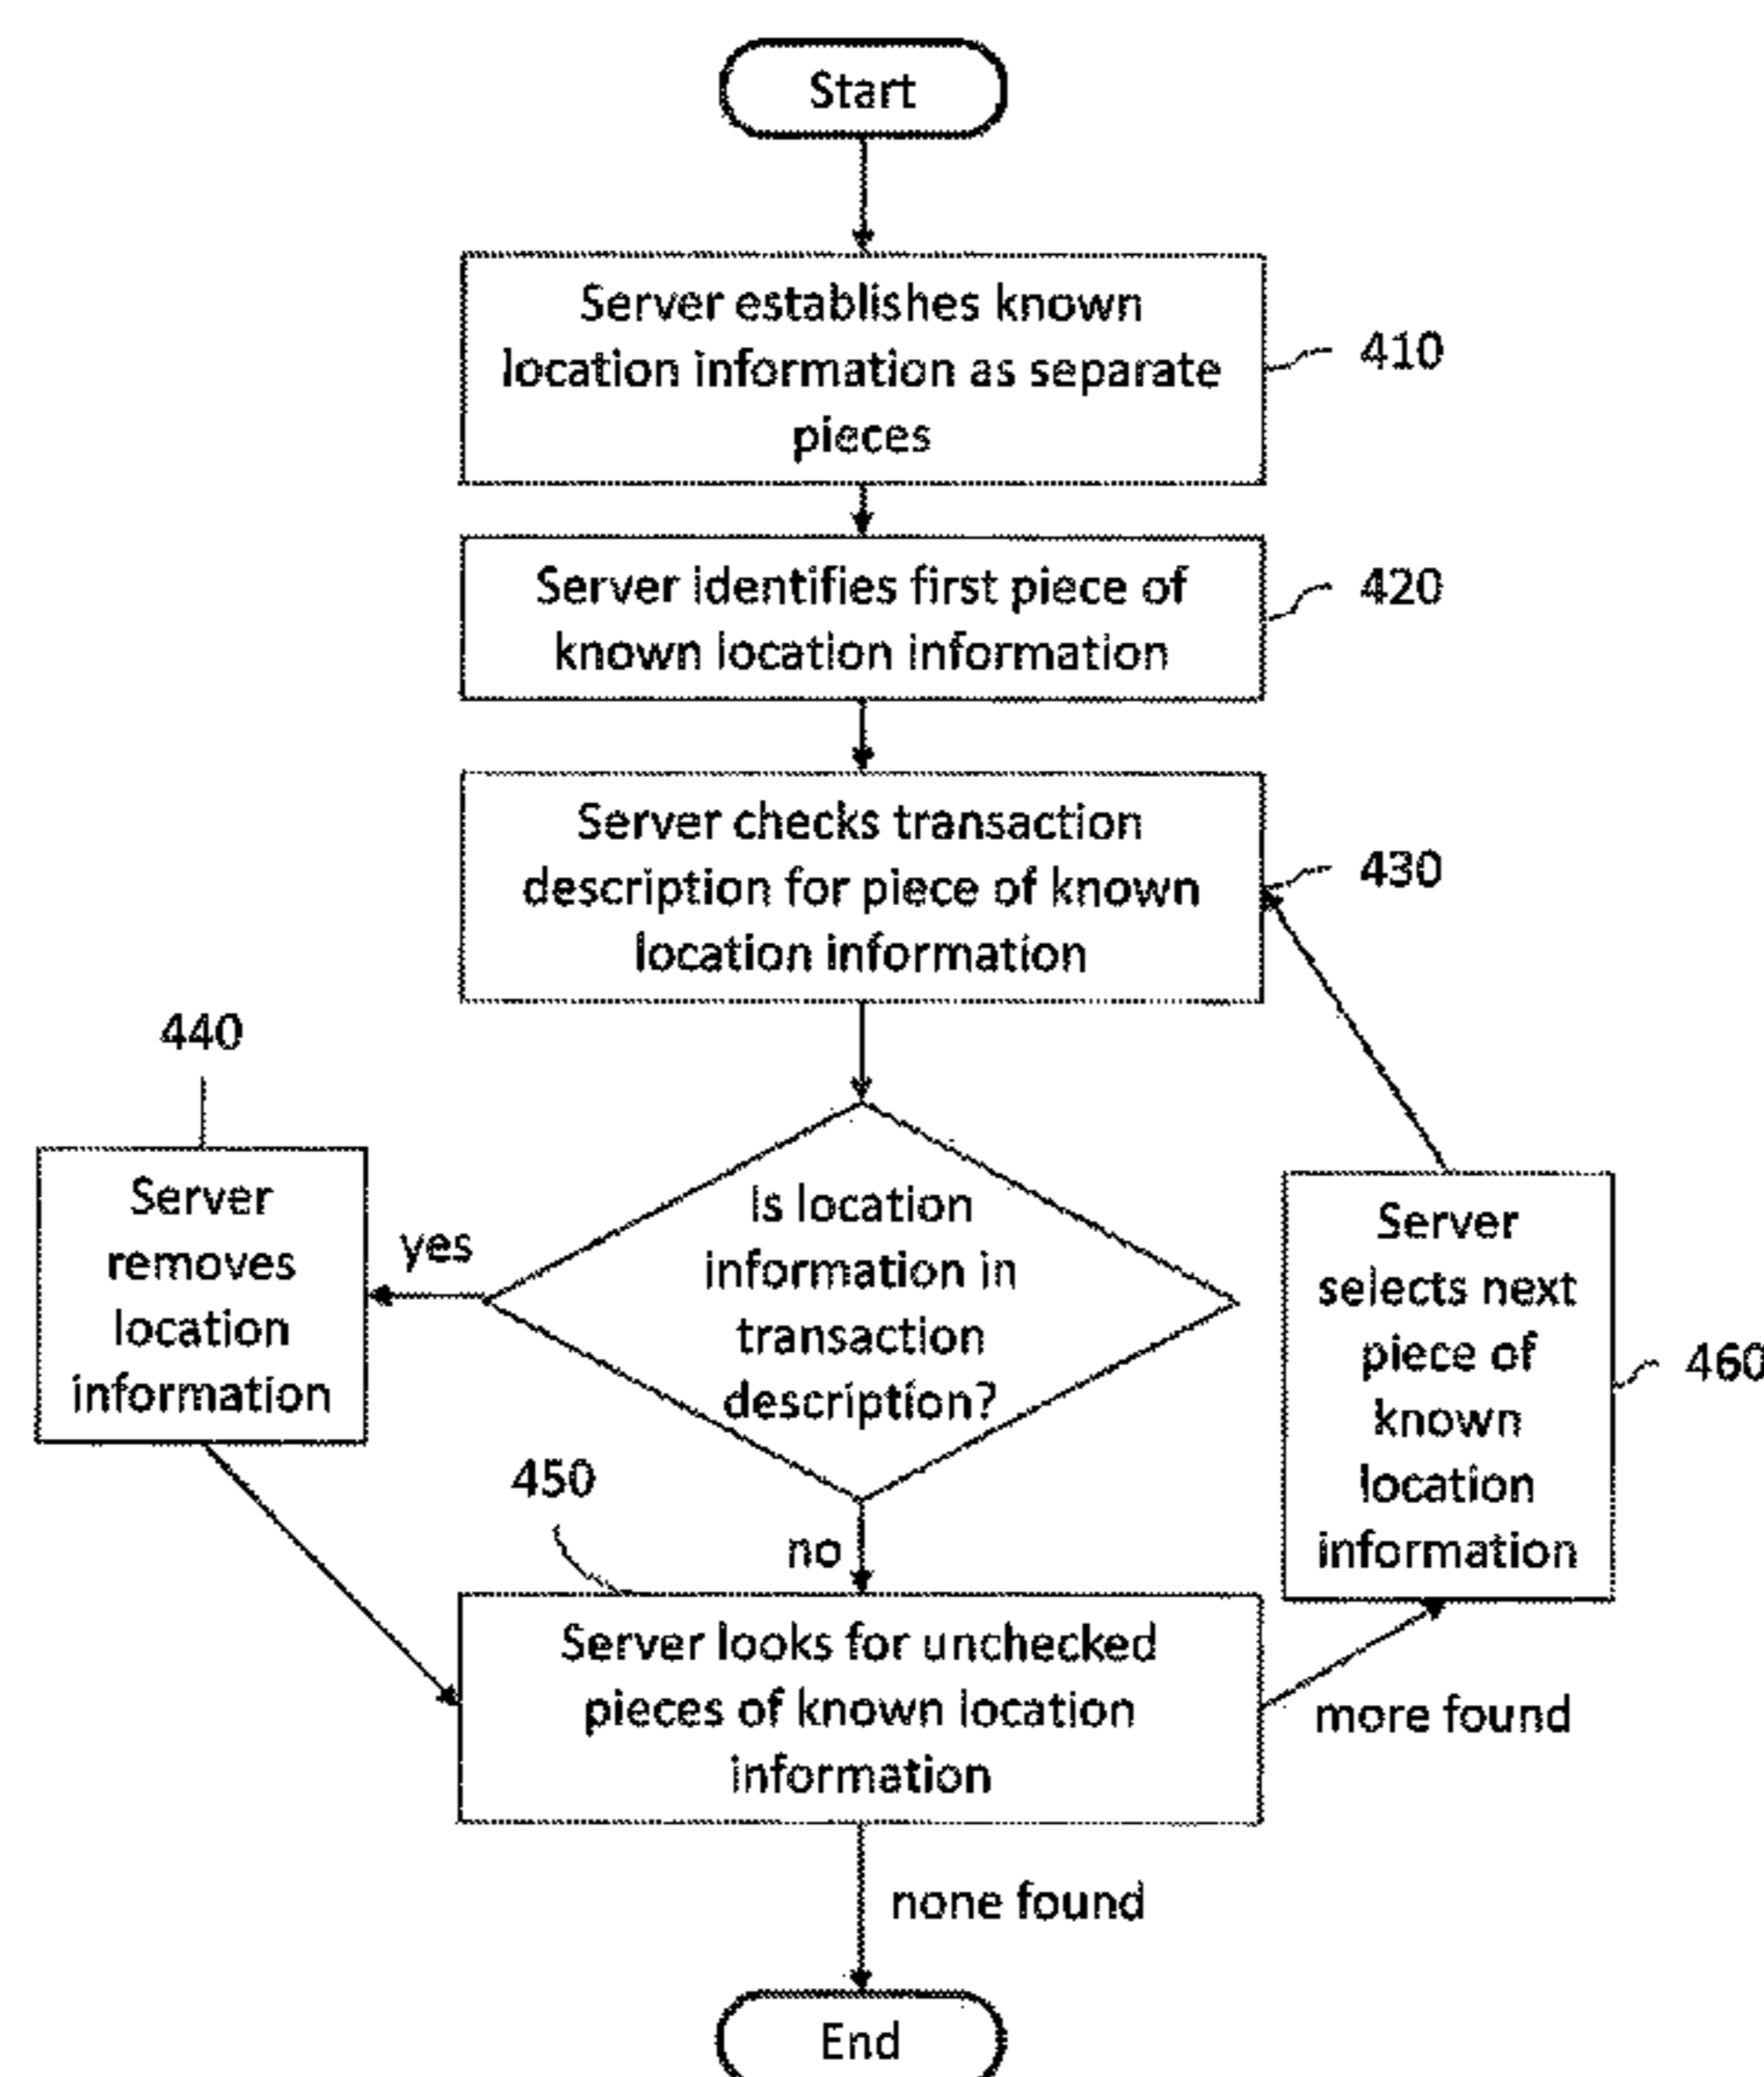 Start
Server establishes known
location information as separate
pieces
410
Server identifies first piece of
known location information
420
Server checks transaction
description for piece of known
location information
430
440
Server
removes
location
information
yes
Is location
information in
transaction
description?
Server
selects next
piece of
known
location
information
460
450
no
Server looks for unchecked
pieces of known location
information
more found
none found
End